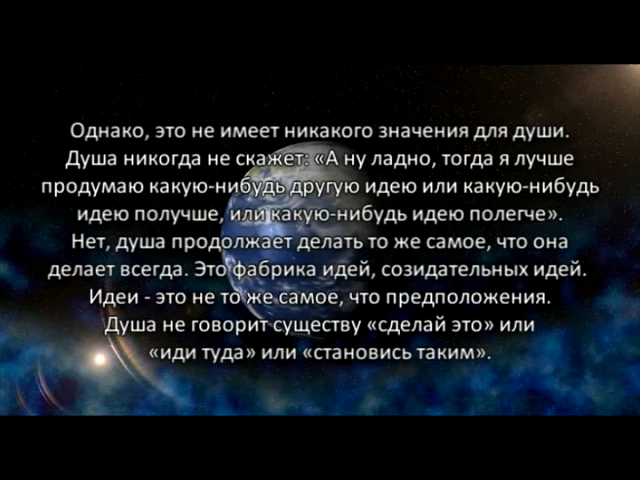 Однако, это не имеет никакого значения для души.
Душа никогда не скажет: «А ну ладно, тогда я лучше
продумаю какую-нибудь другую идею или какую-нибудь
идею получше, или какую-нибудь идею полегче».
Нет, душа продолжает делать то же самое, что она
делает всегда. Это фабрика идей, созидательных идей.
Идеи - это не то же самое, что предположения.
Душа не говорит существу «сделай это» или
«иди туда» или «становись таким».